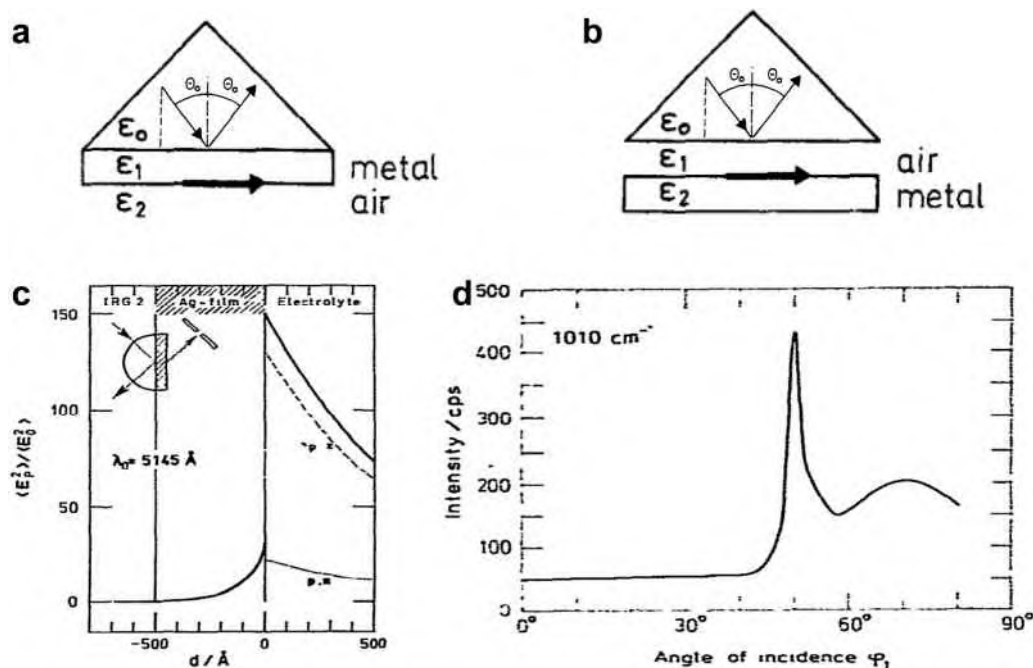 a
Θₒ Θₒ
ε₀
ε₁ metal
ε₂ air
b
Θₒ Θₒ
ε₀
ε₁ air
ε₂ metal
c
IRG 2 Ag-film Electrolyte
150
100
50
0
λ₀= 5145 Å
⟨E²ₚ⟩/⟨E²₀⟩
-500 0 500
d / Å
d
500
400
300
200
100
0
1010 cm⁻¹
Intensity/cps
0° 30° 60° 90°
Angle of incidence φ₁